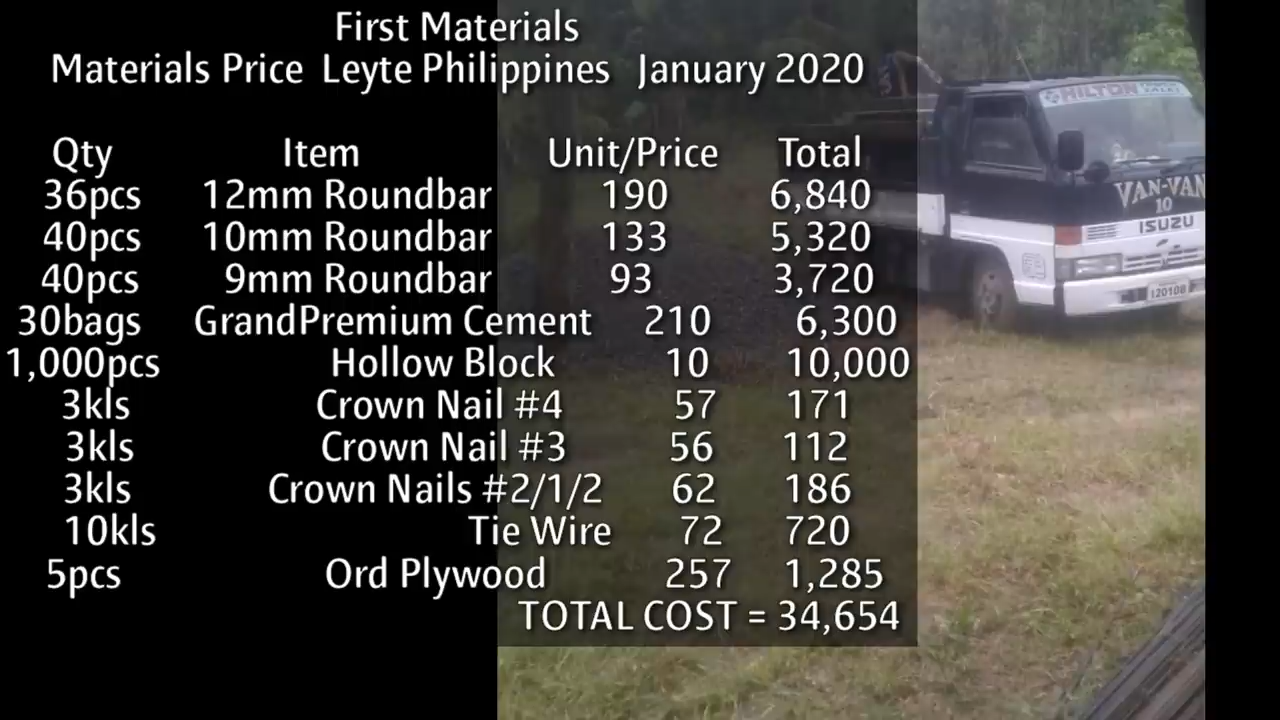 First Materials
Materials Price Leyte Philippines January 2020
Qty Item Unit/Price Total
36pcs 12mm Roundbar 190 6,840
40pcs 10mm Roundbar 133 5,320
40pcs 9mm Roundbar 93 3,720
30bags GrandPremium Cement 210 6,300
1,000pcs Hollow Block 10 10,000
3kls Crown Nail #4 57 171
3kls Crown Nail #3 56 112
3kls Crown Nails #2/1/2 62 186
10kls Tie Wire 72 720
5pcs Ord Plywood 257 1,285
TOTAL COST = 34,654
HILTON
VAN-VAN
10
ISUZU
120108